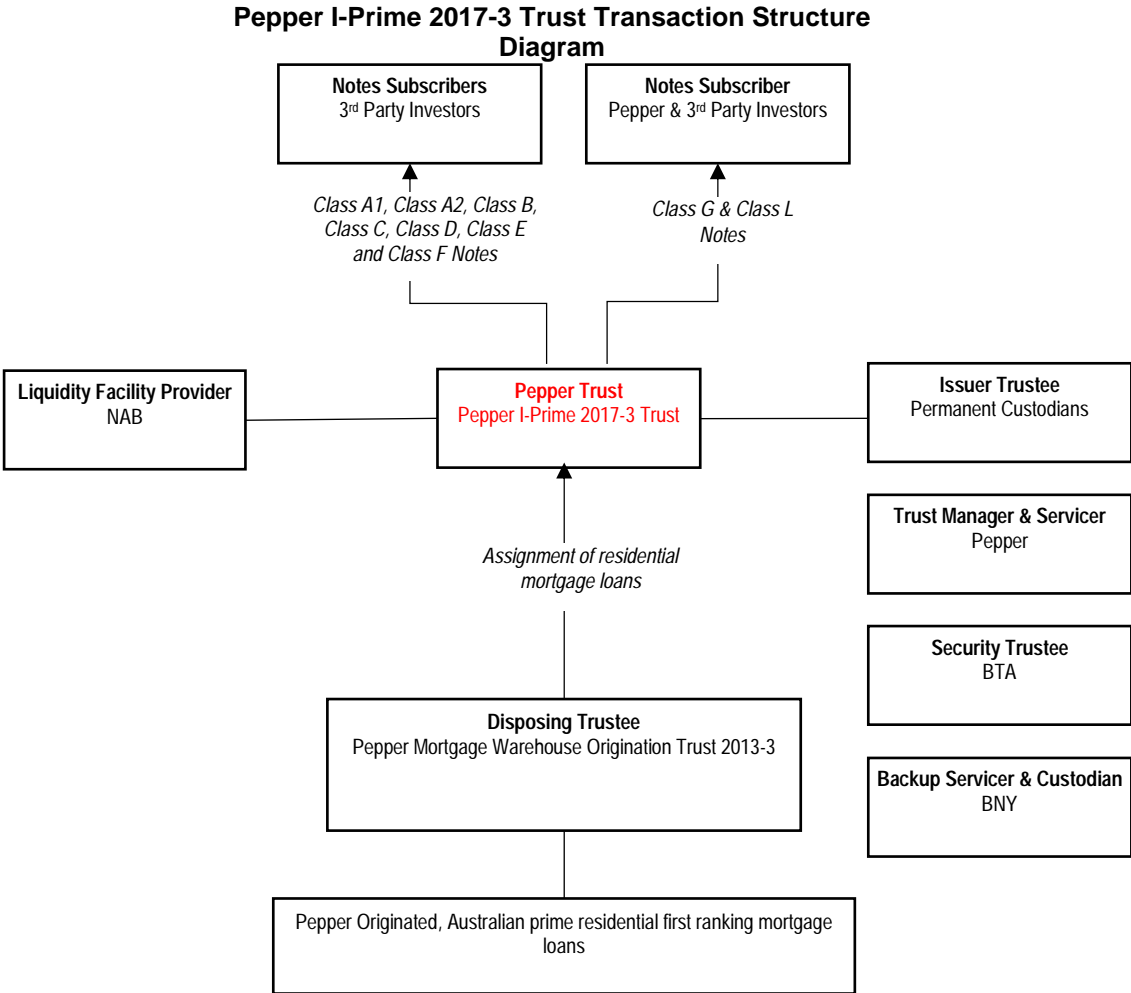 Pepper I-Prime 2017-3 Trust Transaction Structure
Diagram
Notes Subscribers
3rd Party Investors
Notes Subscriber
Pepper & 3rd Party Investors
Class A1, Class A2, Class B,
Class C, Class D, Class E
and Class F Notes
Class G & Class L
Notes
Liquidity Facility Provider
NAB
Pepper Trust
Pepper I-Prime 2017-3 Trust
Issuer Trustee
Permanent Custodians
Trust Manager & Servicer
Pepper
Assignment of residential
mortgage loans
Security Trustee
BTA
Disposing Trustee
Pepper Mortgage Warehouse Origination Trust 2013-3
Backup Servicer & Custodian
BNY
Pepper Originated, Australian prime residential first ranking mortgage
loans